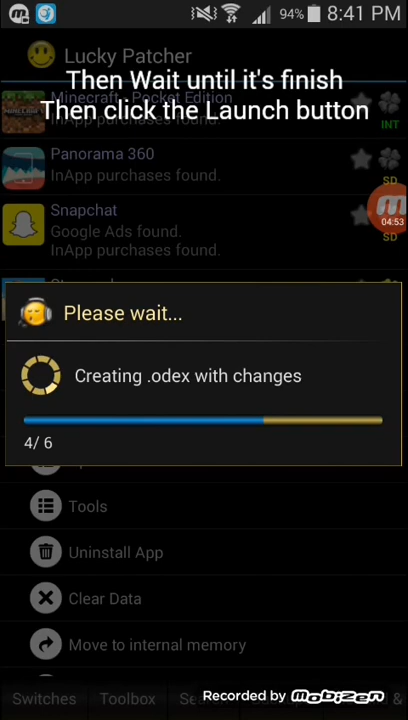 94% 8:41 PM
Lucky Patcher
Then Wait until it's finish
Minecraft - Pocket Edition
Then click the Launch button
InApp purchases found.
INT
Panorama 360
InApp purchases found.
SD
Snapchat
04:53
Google Ads found.
SD
InApp purchases found.
Please wait...
Creating .odex with changes
4/ 6
Tools
Uninstall App
Clear Data
Move to internal memory
Switches Toolbox
Recorded by Mobizen